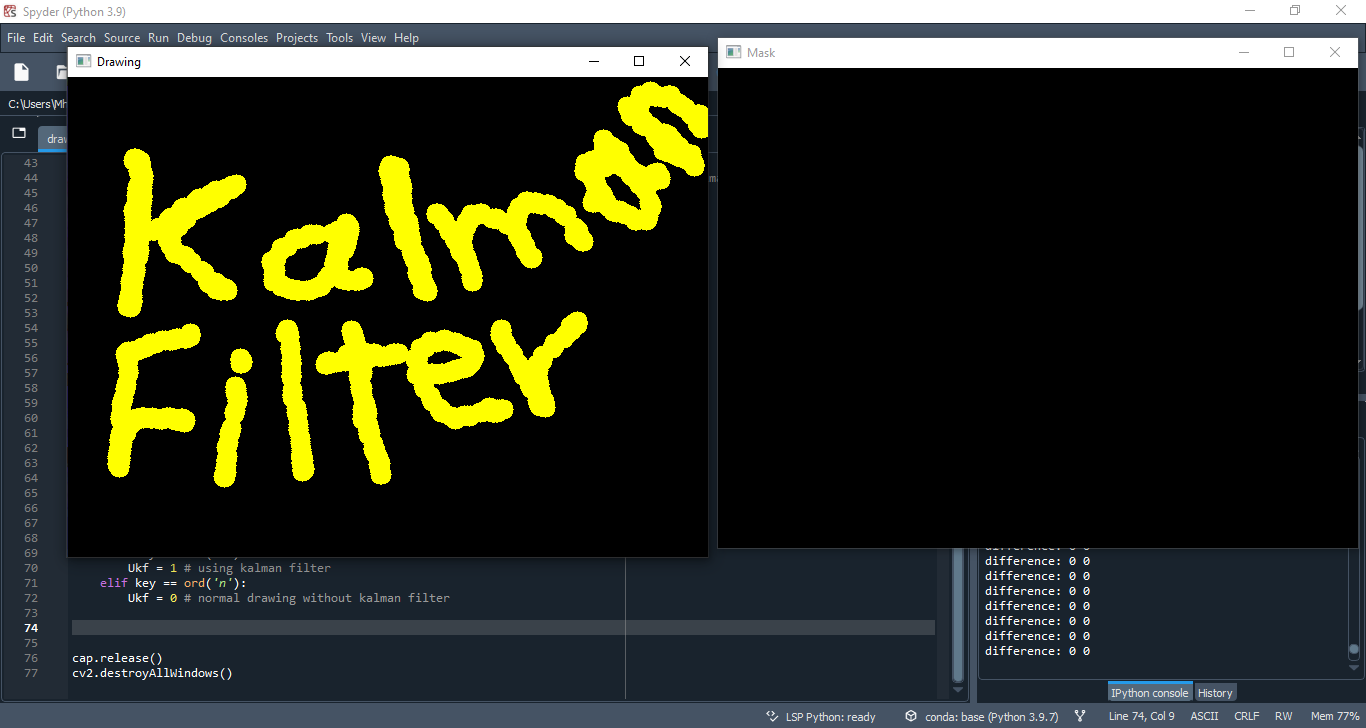 Spyder (Python 3.9)
File Edit Search Source Run Debug Consoles Projects Tools View Help
Drawing
Mask
C:\Users\Mh
draw
Kalman
Filter
43
44
45
46
47
48
49
50
51
52
53
54
55
56
57
58
59
60
61
62
63
64
65
66
67
68
69
70 Ukf = 1 # using kalman filter
71 elif key == ord('n'):
72 Ukf = 0 # normal drawing without kalman filter
73
74
75
76 cap.release()
77 cv2.destroyAllWindows()
difference: 0 0
difference: 0 0
difference: 0 0
difference: 0 0
difference: 0 0
difference: 0 0
difference: 0 0
difference: 0 0
IPython console History
LSP Python: ready conda: base (Python 3.9.7) Line 74, Col 9 ASCII CRLF RW Mem 77%